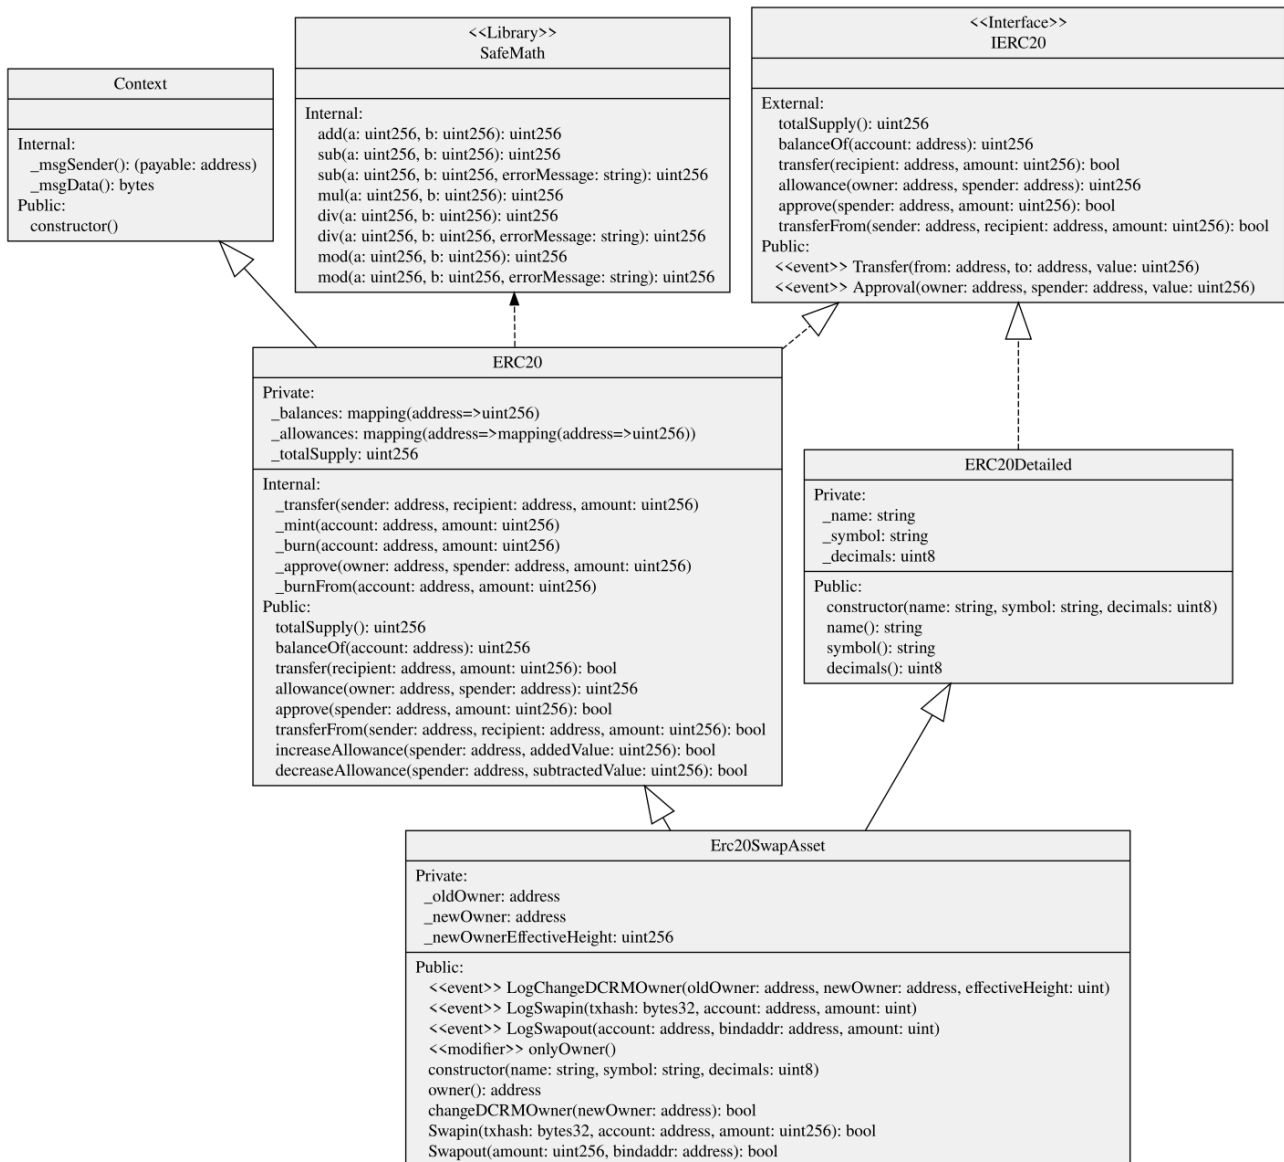 Context
Internal:
_msgSender(): (payable: address)
_msgData(): bytes
Public:
constructor()
<<Library>>
SafeMath
Internal:
add(a: uint256, b: uint256): uint256
sub(a: uint256, b: uint256): uint256
sub(a: uint256, b: uint256, errorMessage: string): uint256
mul(a: uint256, b: uint256): uint256
div(a: uint256, b: uint256): uint256
div(a: uint256, b: uint256, errorMessage: string): uint256
mod(a: uint256, b: uint256): uint256
mod(a: uint256, b: uint256, errorMessage: string): uint256
<<Interface>>
IERC20
External:
totalSupply(): uint256
balanceOf(account: address): uint256
transfer(recipient: address, amount: uint256): bool
allowance(owner: address, spender: address): uint256
approve(spender: address, amount: uint256): bool
transferFrom(sender: address, recipient: address, amount: uint256): bool
Public:
<<event>> Transfer(from: address, to: address, value: uint256)
<<event>> Approval(owner: address, spender: address, value: uint256)
ERC20
Private:
_balances: mapping(address=>uint256)
_allowances: mapping(address=>mapping(address=>uint256))
_totalSupply: uint256
Internal:
_transfer(sender: address, recipient: address, amount: uint256)
_mint(account: address, amount: uint256)
_burn(account: address, amount: uint256)
_approve(owner: address, spender: address, amount: uint256)
_burnFrom(account: address, amount: uint256)
Public:
totalSupply(): uint256
balanceOf(account: address): uint256
transfer(recipient: address, amount: uint256): bool
allowance(owner: address, spender: address): uint256
approve(spender: address, amount: uint256): bool
transferFrom(sender: address, recipient: address, amount: uint256): bool
increaseAllowance(spender: address, addedValue: uint256): bool
decreaseAllowance(spender: address, subtractedValue: uint256): bool
ERC20Detailed
Private:
_name: string
_symbol: string
_decimals: uint8
Public:
constructor(name: string, symbol: string, decimals: uint8)
name(): string
symbol(): string
decimals(): uint8
Erc20SwapAsset
Private:
_oldOwner: address
_newOwner: address
_newOwnerEffectiveHeight: uint256
Public:
<<event>> LogChangeDCRMOwner(oldOwner: address, newOwner: address, effectiveHeight: uint)
<<event>> LogSwapin(txhash: bytes32, account: address, amount: uint)
<<event>> LogSwapout(account: address, bindaddr: address, amount: uint)
<<modifier>> onlyOwner()
constructor(name: string, symbol: string, decimals: uint8)
owner(): address
changeDCRMOwner(newOwner: address): bool
Swapin(txhash: bytes32, account: address, amount: uint256): bool
Swapout(amount: uint256, bindaddr: address): bool